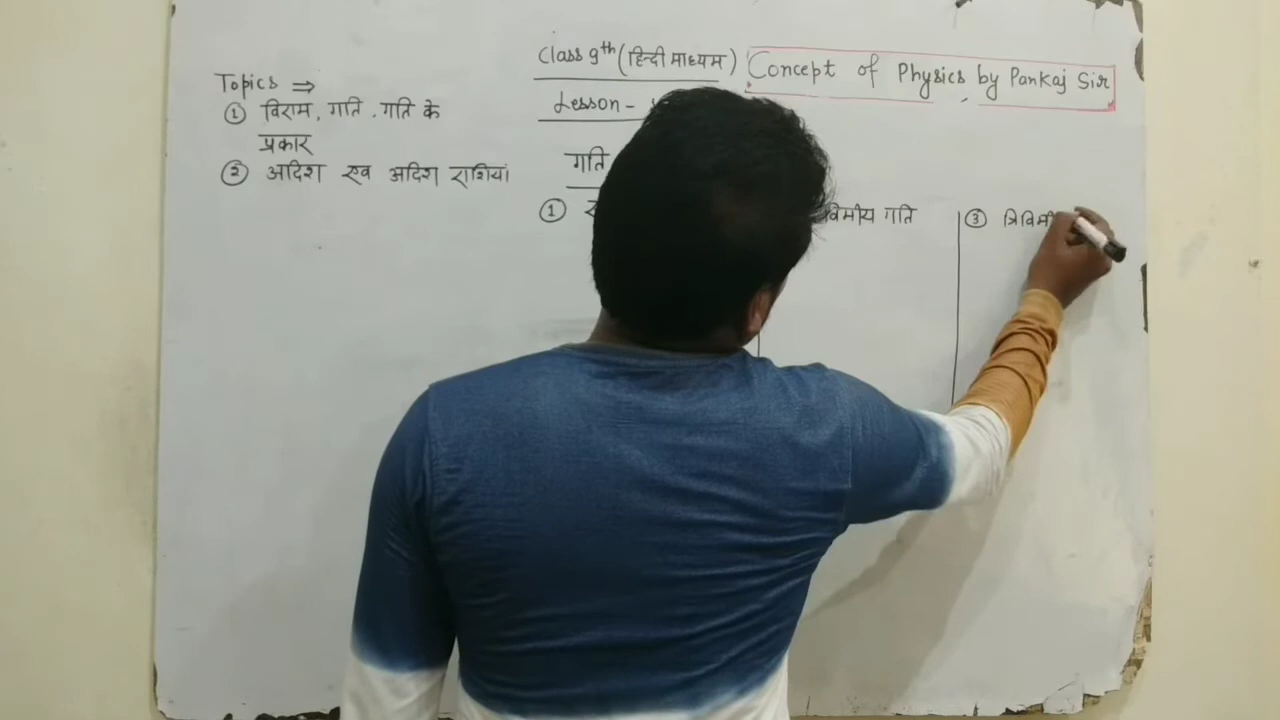 Class 9th (हिन्दी माध्यम)
Concept of Physics by Pankaj Sir
Topics ⇒
Lesson -
① विराम, गति, गति के
प्रकार
② अदिश एव अदिश राशियां
गति
①
विमीय गति
③ त्रिविमी